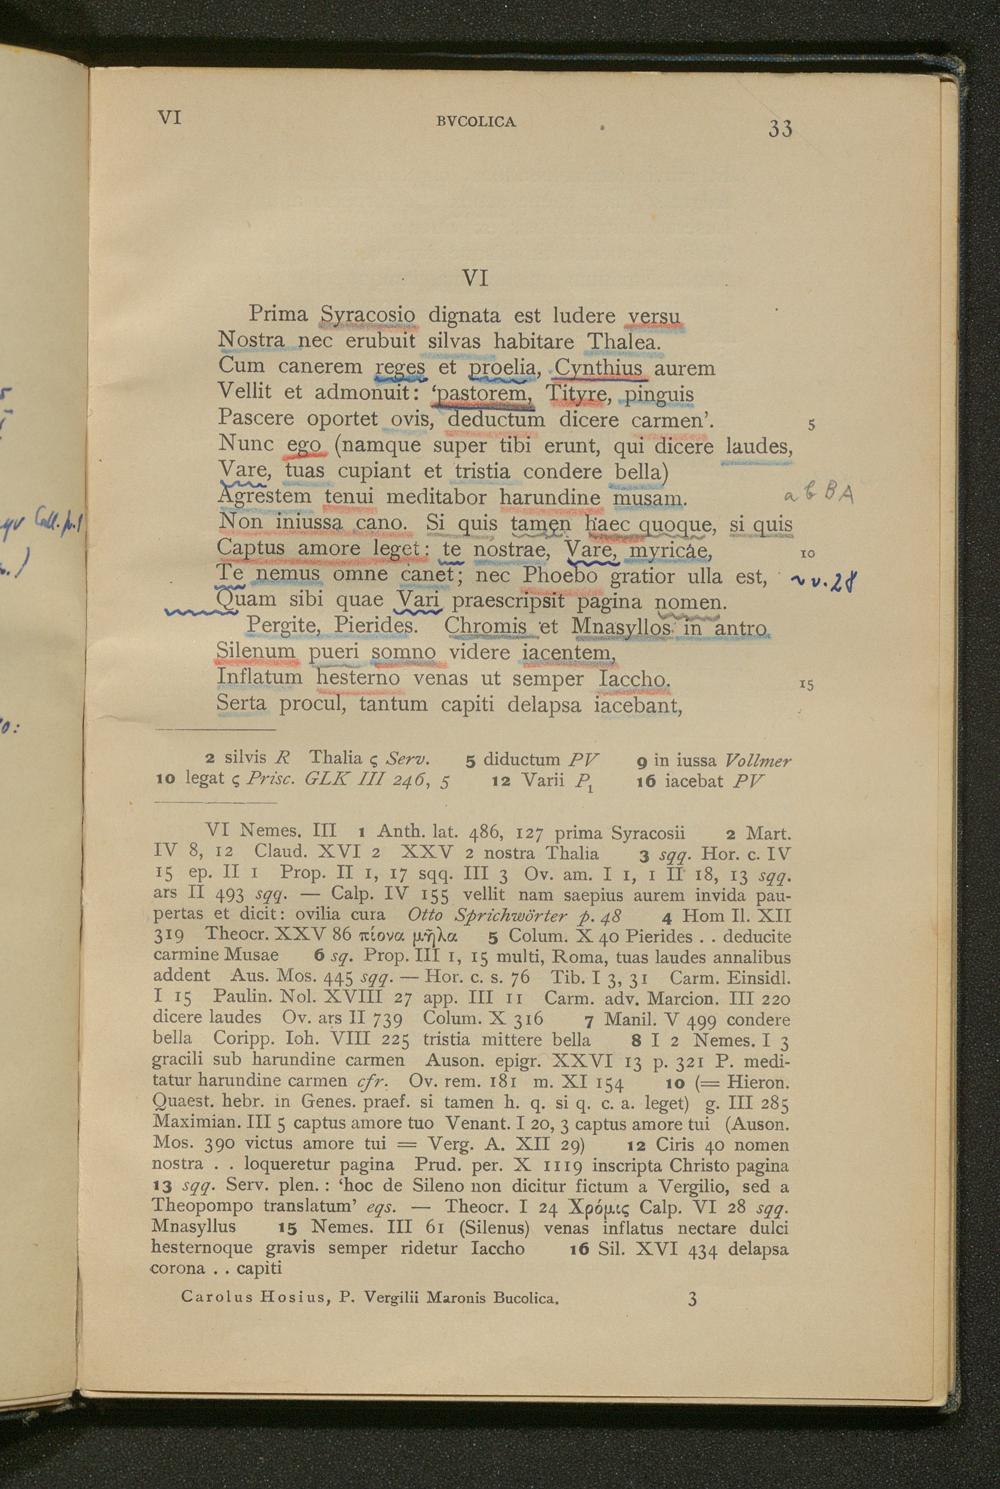 VI BVCOLICA 33
VI
Prima Syracosio dignata est ludere versu
Nostra nec erubuit silvas habitare Thalea.
Cum canerem reges et proelia, Cynthius aurem
Vellit et admonuit: ‘pastorem, Tityre, pinguis
Pascere oportet ovis, deductum dicere carmen’. 5
Nunc ego (namque super tibi erunt, qui dicere laudes,
Vare, tuas cupiant et tristia condere bella)
Agrestem tenui meditabor harundine musam. a b B A
Non iniussa cano. Si quis tamen haec quoque, si quis
Captus amore leget: te nostrae, Vare, myricae, 10
Te nemus omne canet; nec Phoebo gratior ulla est, ~ v. 28
Quam sibi quae Vari praescripsit pagina nomen.
Pergite, Pierides. Chromis et Mnasyllos in antro
Silenum pueri somno videre iacentem,
Inflatum hesterno venas ut semper Iaccho. 15
Serta procul, tantum capiti delapsa iacebant,
2 silvis R Thalia ς Serv. 5 diductum PV 9 in iussa Vollmer
10 legat ς Prisc. GLK III 246, 5 12 Varii P1 16 iacebat PV
VI Nemes. III 1 Anth. lat. 486, 127 prima Syracosii 2 Mart.
IV 8, 12 Claud. XVI 2 XXV 2 nostra Thalia 3 sqq. Hor. c. IV
15 ep. II 1 Prop. II 1, 17 sqq. III 3 Ov. am. I 1, 1 II 18, 13 sqq.
ars II 493 sqq. — Calp. IV 155 vellit nam saepius aurem invida pau-
pertas et dicit: ovilia cura Otto Sprichwörter p. 48 4 Hom Il. XII
319 Theocr. XXV 86 πίονα μῆλα 5 Colum. X 40 Pierides . . deducite
carmine Musae 6 sq. Prop. III 1, 15 multi, Roma, tuas laudes annalibus
addent Aus. Mos. 445 sqq. — Hor. c. s. 76 Tib. I 3, 31 Carm. Einsidl.
I 15 Paulin. Nol. XVIII 27 app. III 11 Carm. adv. Marcion. III 220
dicere laudes Ov. ars II 739 Colum. X 316 7 Manil. V 499 condere
bella Coripp. Ioh. VIII 225 tristia mittere bella 8 I 2 Nemes. I 3
gracili sub harundine carmen Auson. epigr. XXVI 13 p. 321 P. medi-
tatur harundine carmen cfr. Ov. rem. 181 m. XI 154 10 (= Hieron.
Quaest. hebr. in Genes. praef. si tamen h. q. si q. c. a. leget) g. III 285
Maximian. III 5 captus amore tuo Venant. I 20, 3 captus amore tui (Auson.
Mos. 390 victus amore tui = Verg. A. XII 29) 12 Ciris 40 nomen
nostra . . loqueretur pagina Prud. per. X 1119 inscripta Christo pagina
13 sqq. Serv. plen.: ‘hoc de Sileno non dicitur fictum a Vergilio, sed a
Theopompo translatum’ eqs. — Theocr. I 24 Χρόμις Calp. VI 28 sqq.
Mnasyllus 15 Nemes. III 61 (Silenus) venas inflatus nectare dulci
hesternoque gravis semper ridetur Iaccho 16 Sil. XVI 434 delapsa
corona . . capiti
Carolus Hosius, P. Vergilii Maronis Bucolica. 3